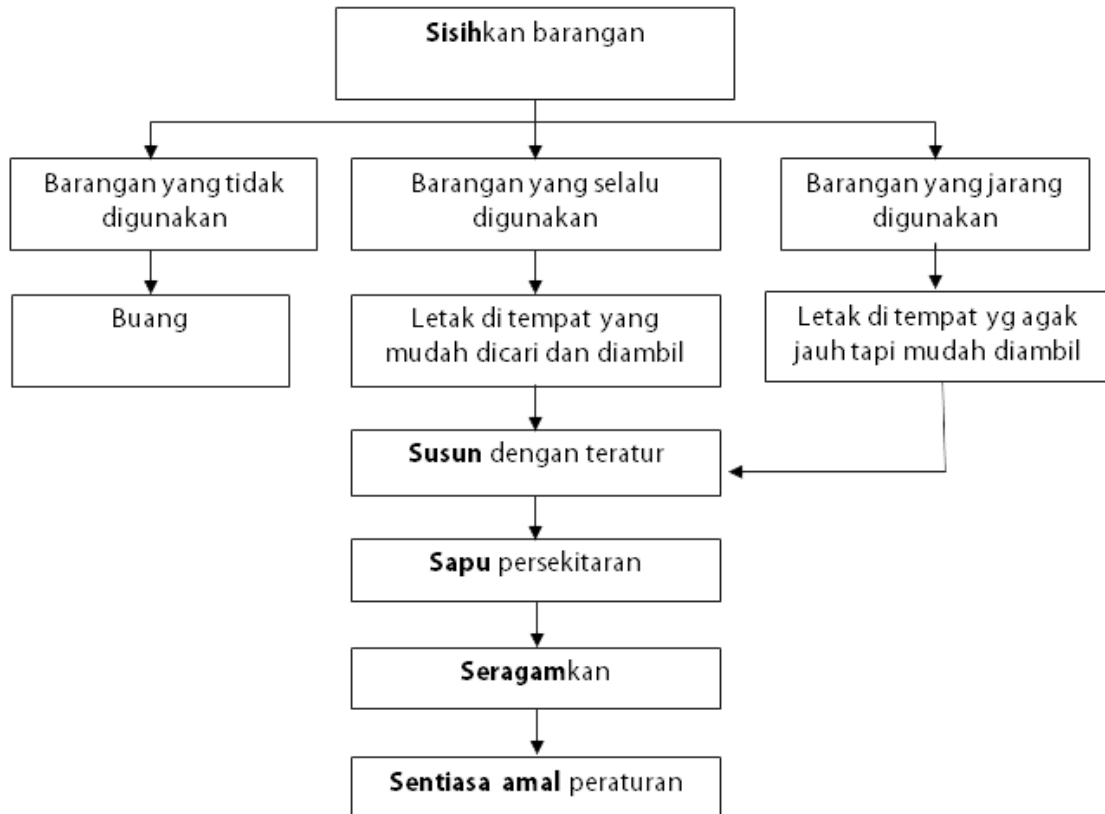 Sisihkan barangan
Barangan yang tidak
digunakan
Barangan yang selalu
digunakan
Barangan yang jarang
digunakan
Buang
Letak di tempat yang
mudah dicari dan diambil
Letak di tempat yg agak
jauh tapi mudah diambil
Susun dengan teratur
Sapu persekitaran
Seragamkan
Sentiasa amal peraturan